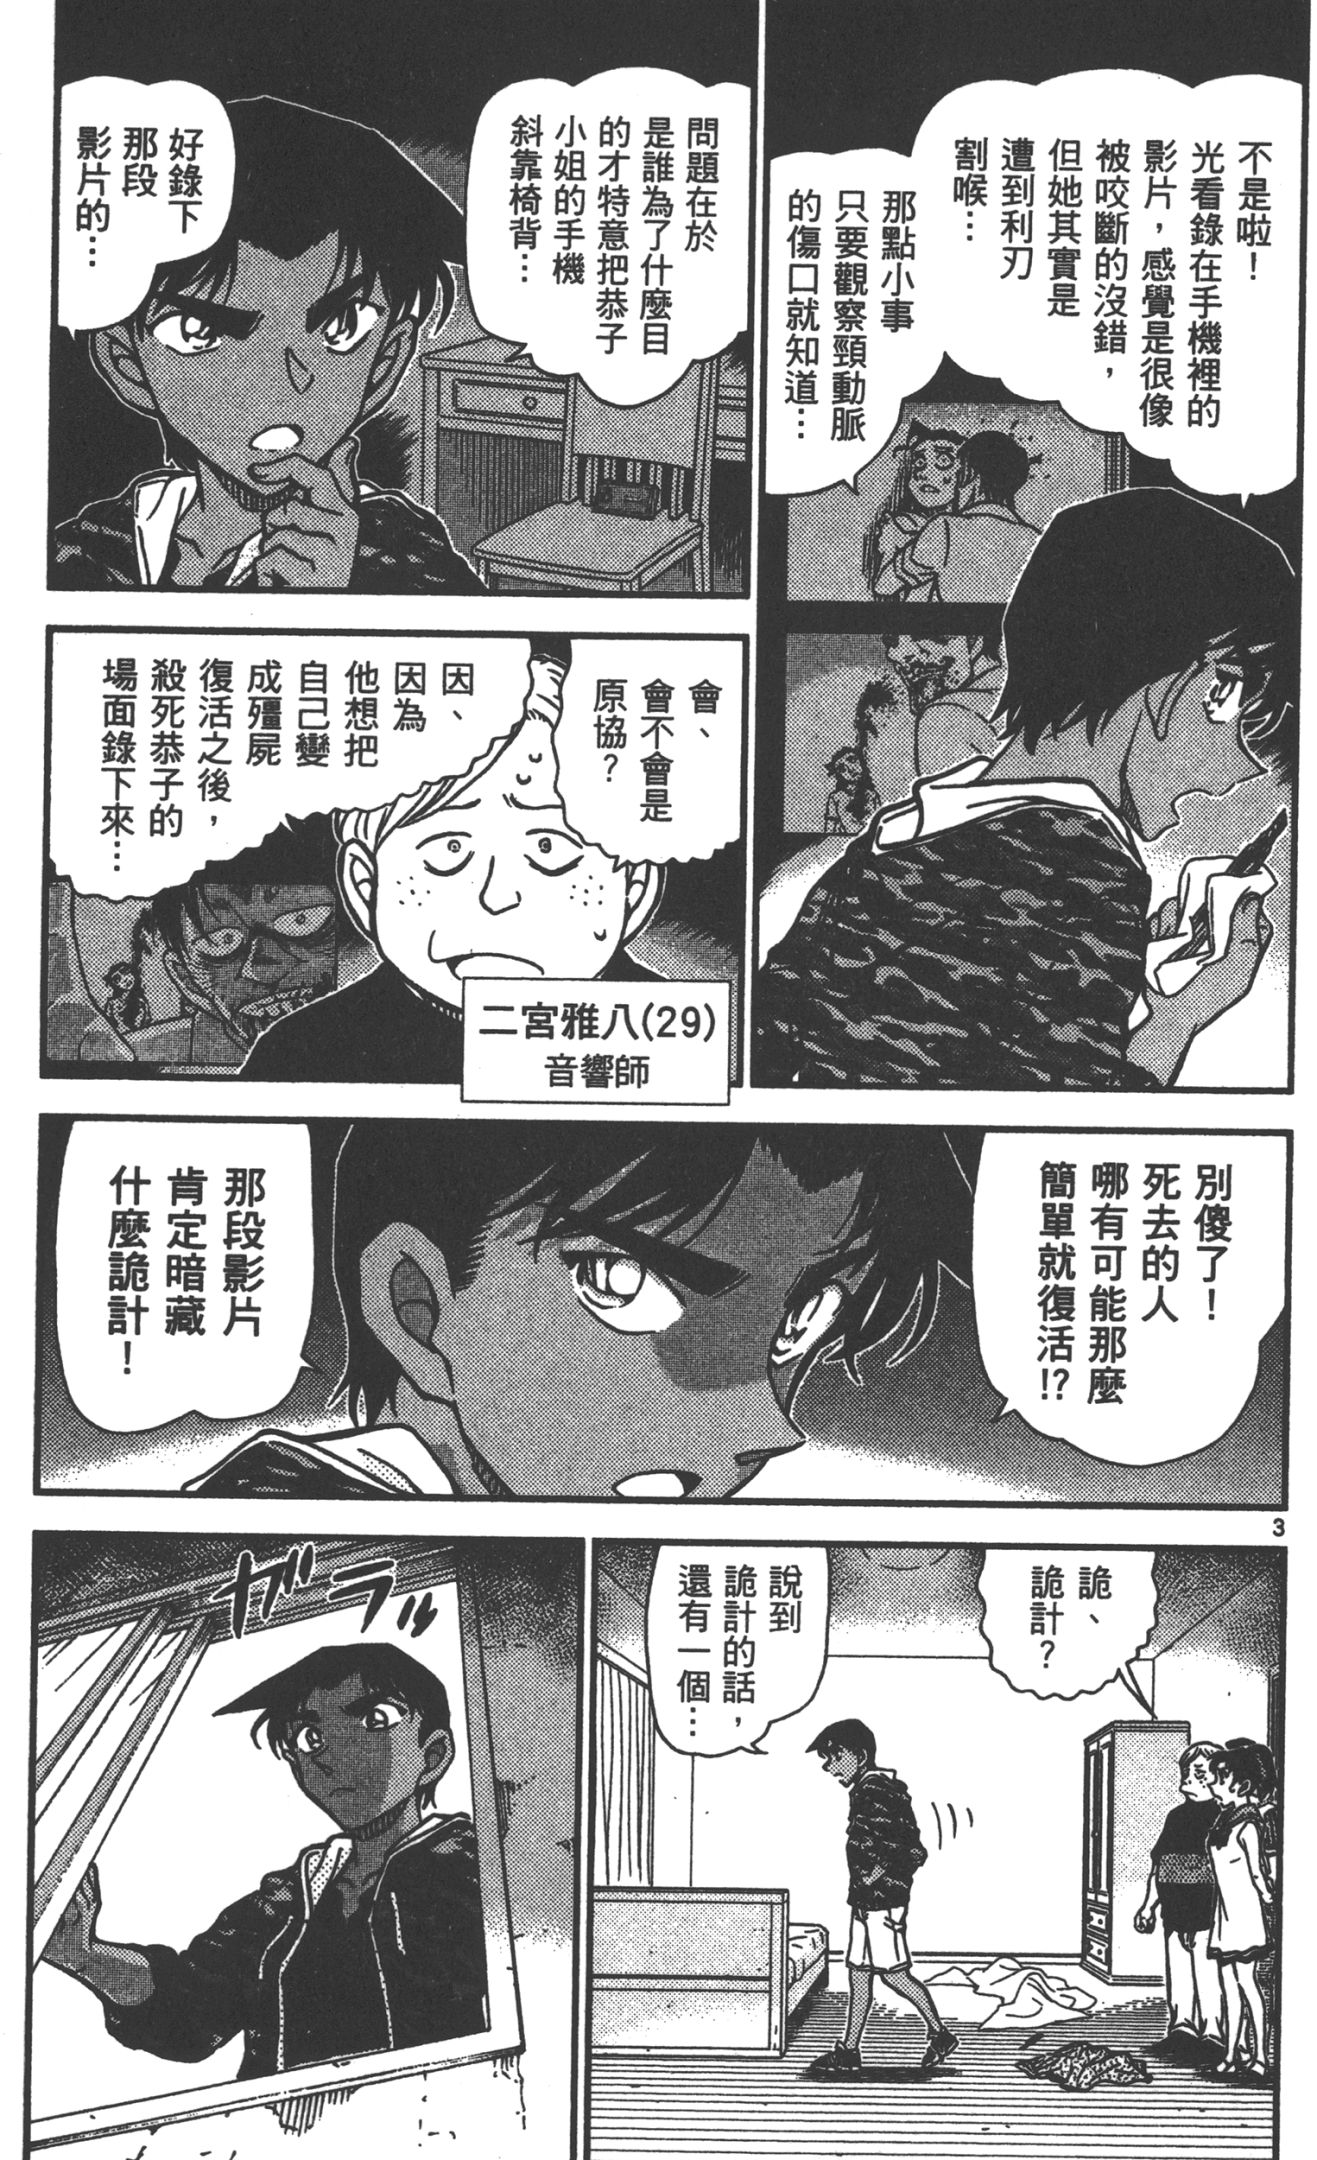 不是啦！
光看錄在手機裡的
影片，感覺是很像
被咬斷的沒錯，
但她其實是
遭到利刃
割喉…
那點小事
只要觀察頸動脈
的傷口就知道…
問題在於
是誰為了什麼目
的才特意把恭子
小姐的手機
斜靠椅背…
好錄下
那段
影片的…
會、
會不會是
原協？
因、
因為
他想把
自己變
成殭屍
復活之後，
殺死恭子的
場面錄下來…
二宮雅八(29)
音響師
別傻了！
死去的人
哪有可能那麼
簡單就復活!?
那段影片
肯定暗藏
什麼詭計！
3
詭、
詭計？
說到
詭計的話，
還有一個…
ガラッ